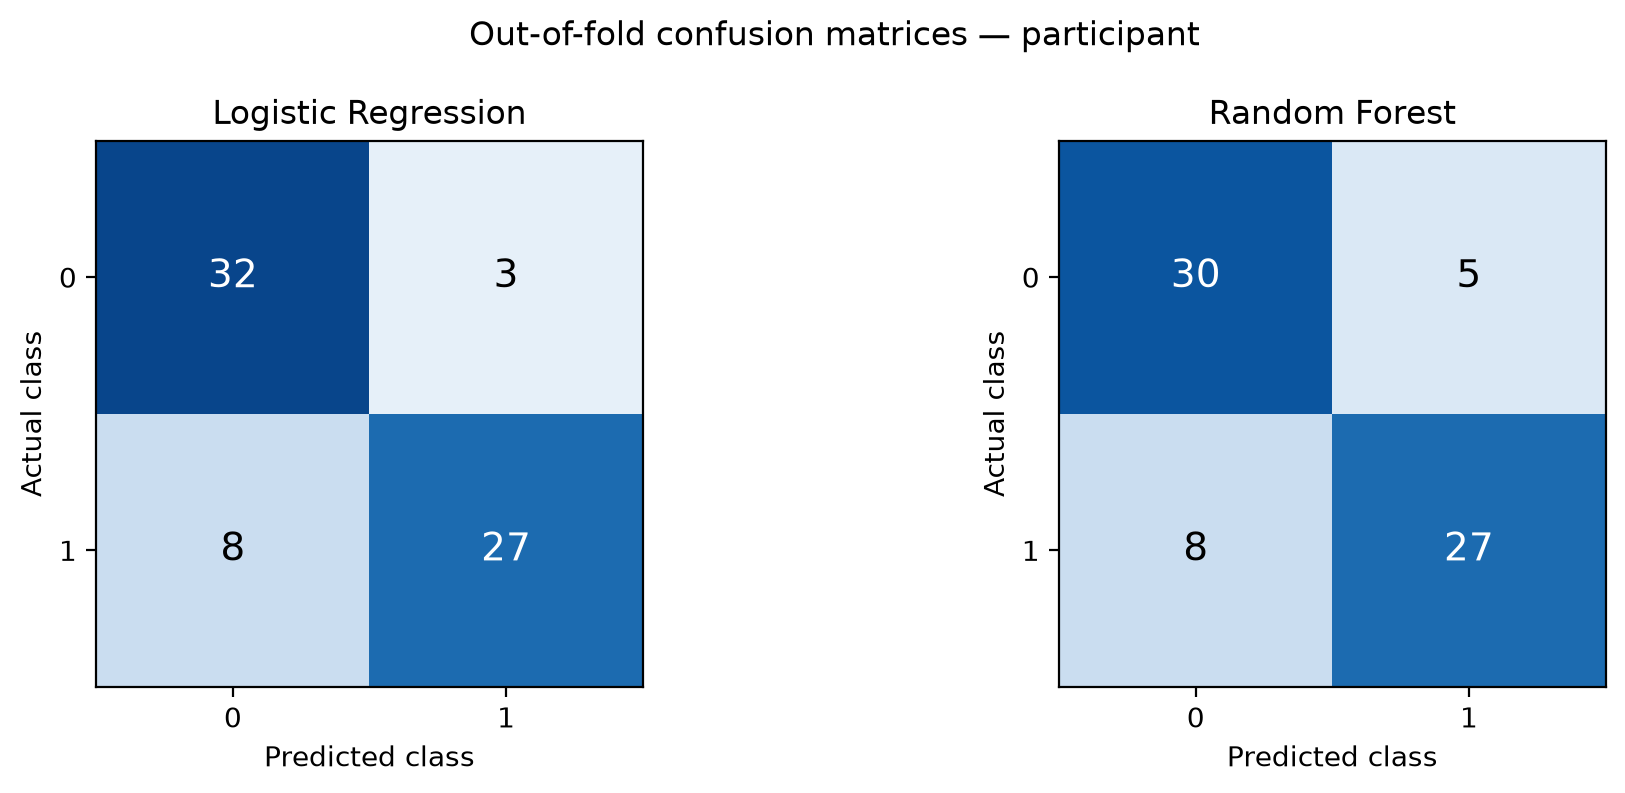 Out-of-fold confusion matrices — participant
Logistic Regression
0
32
3
Actual class
1
8
27
0
1
Predicted class
Random Forest
0
30
5
Actual class
1
8
27
0
1
Predicted class